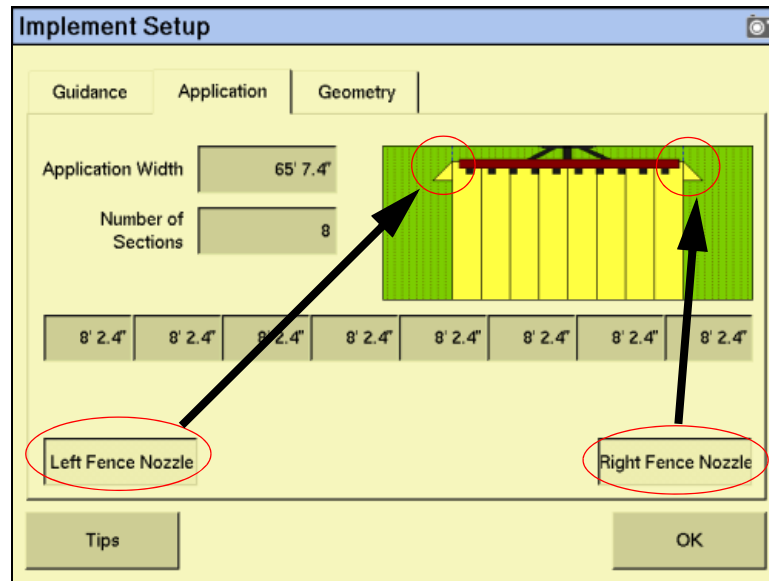 Implement Setup
Guidance Application Geometry
Application Width 65' 7.4"
Number of
Sections 8
8' 2.4" 8' 2.4" 8' 2.4" 8' 2.4" 8' 2.4" 8' 2.4" 8' 2.4" 8' 2.4"
Left Fence Nozzle Right Fence Nozzle
Tips OK